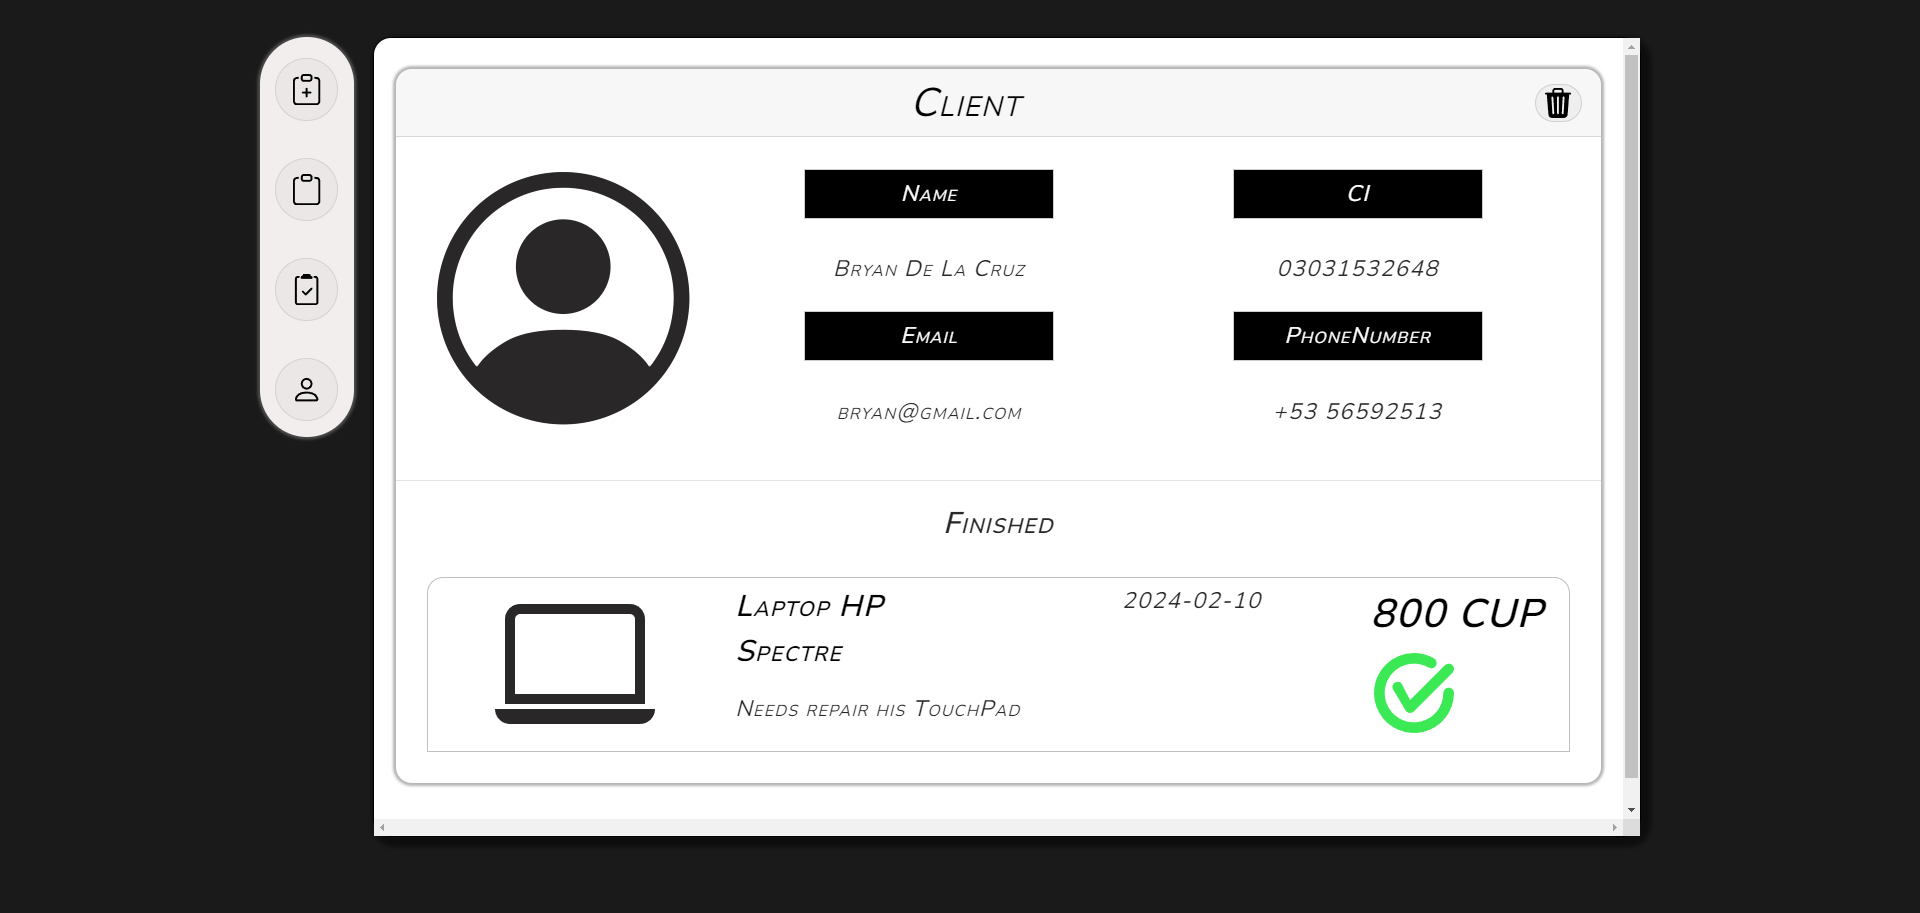 Client
Name
CI
Bryan De La Cruz
03031532648
Email
PhoneNumber
bryan@gmail.com
+53 56592513
Finished
Laptop HP
Spectre
2024-02-10
800 CUP
Needs repair his TouchPad